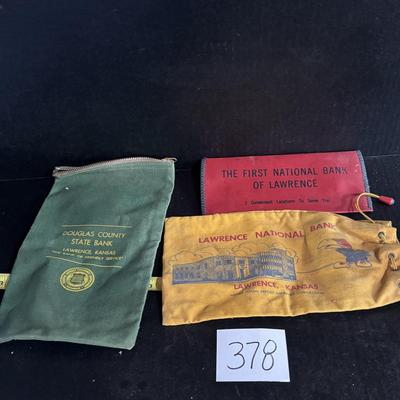 DOUGLAS COUNTY
STATE BANK
LAWRENCE, KANSAS
THE FIRST NATIONAL BANK
OF LAWRENCE
Convenient Locations To Serve You
LAWRENCE NATIONAL BANK
LAWRENCE, KANSAS
378